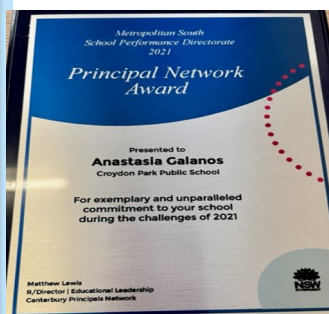 Metropolitan South
School Performance Directorate
2021
Principal Network
Award
Presented to
Anastasia Galanos
Croydon Park Public School
For exemplary and unparalleled
commitment to your school
during the challenges of 2021
Matthew Lewis
R/Director | Educational Leadership
Canterbury Principals Network
NSW